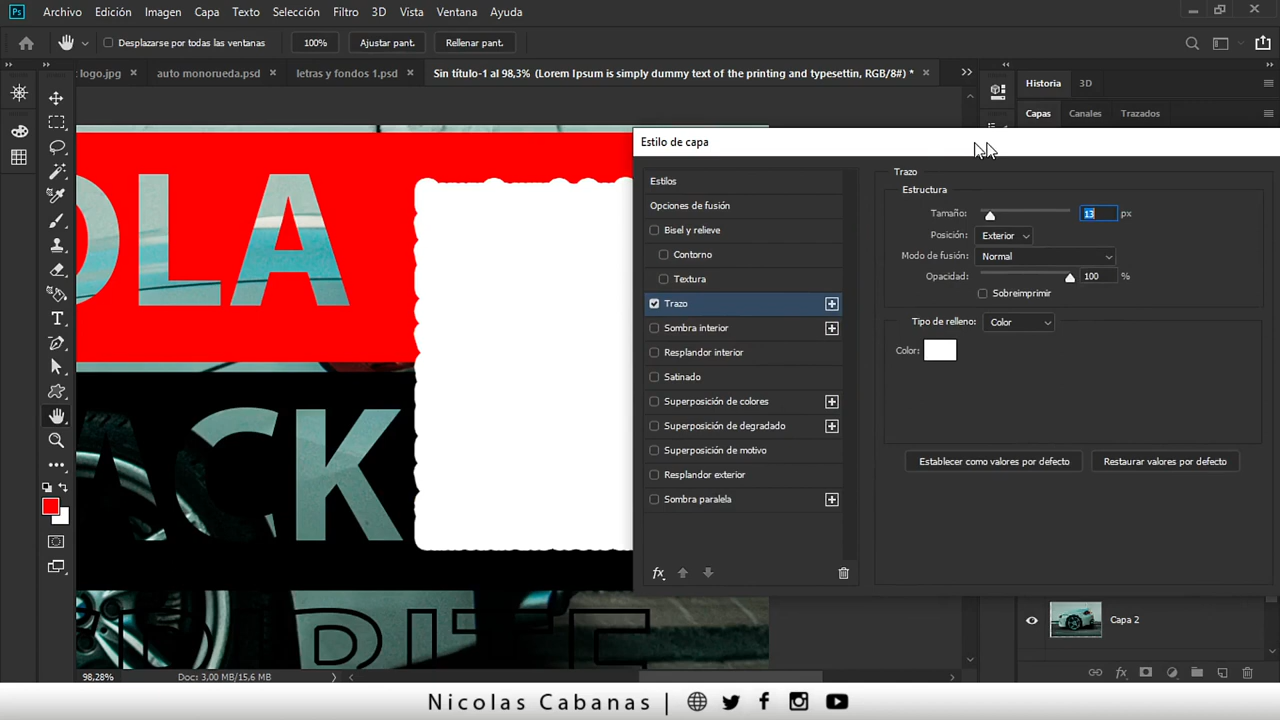 Ps Archivo Edición Imagen Capa Texto Selección Filtro 3D Vista Ventana Ayuda
Desplazarse por todas las ventanas 100% Ajustar pant. Rellenar pant.
logo.jpg × auto monorueda.psd × letras y fondos 1.psd × Sin título-1 al 98,3% (Lorem Ipsum is simply dummy text of the printing and typesettin, RGB/8#) * ×
Historia 3D
Capas Canales Trazados
OLA
ACK
Estilo de capa
Estilos
Opciones de fusión
Bisel y relieve
Contorno
Textura
Trazo
Sombra interior
Resplandor interior
Satinado
Superposición de colores
Superposición de degradado
Superposición de motivo
Resplandor exterior
Sombra paralela
fx
Trazo
Estructura
Tamaño: 13 px
Posición: Exterior
Modo de fusión: Normal
Opacidad: 100 %
Sobreimprimir
Tipo de relleno: Color
Color:
Establecer como valores por defecto Restaurar valores por defecto
Capa 2
98,28% Doc: 3,00 MB/15,6 MB
fx
Nicolas Cabanas |